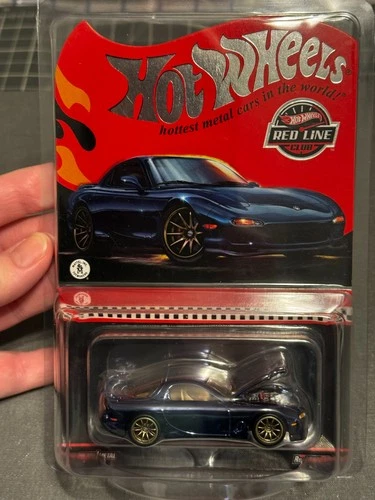 Hot Wheels
hottest metal cars in the world!
Hot Wheels
RED LINE
CLUB